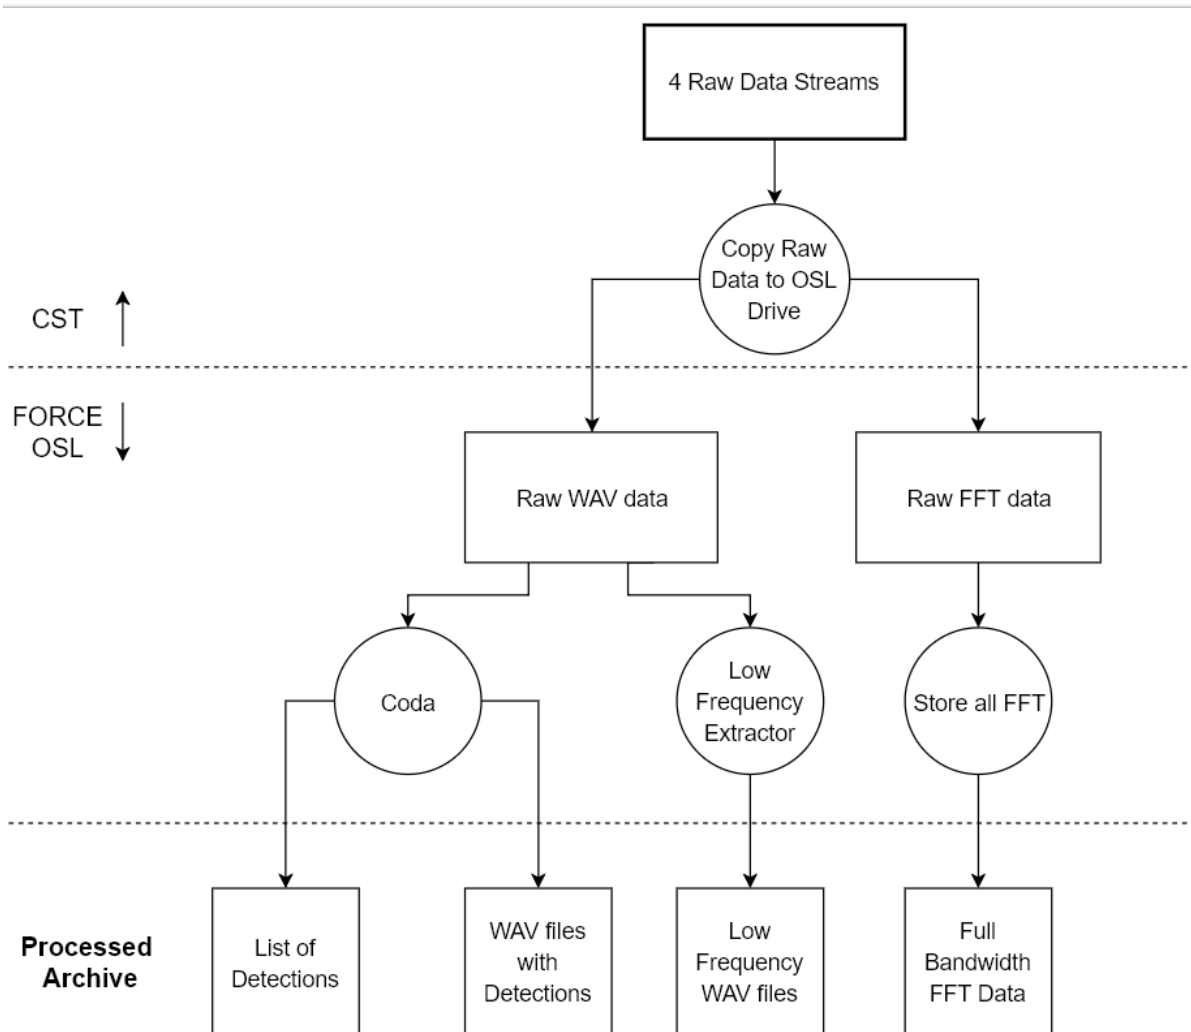 4 Raw Data Streams
Copy Raw
Data to OSL
Drive
CST
FORCE
OSL
Raw WAV data
Raw FFT data
Coda
Low
Frequency
Extractor
Store all FFT
Processed
Archive
List of
Detections
WAV files
with
Detections
Low
Frequency
WAV files
Full
Bandwidth
FFT Data